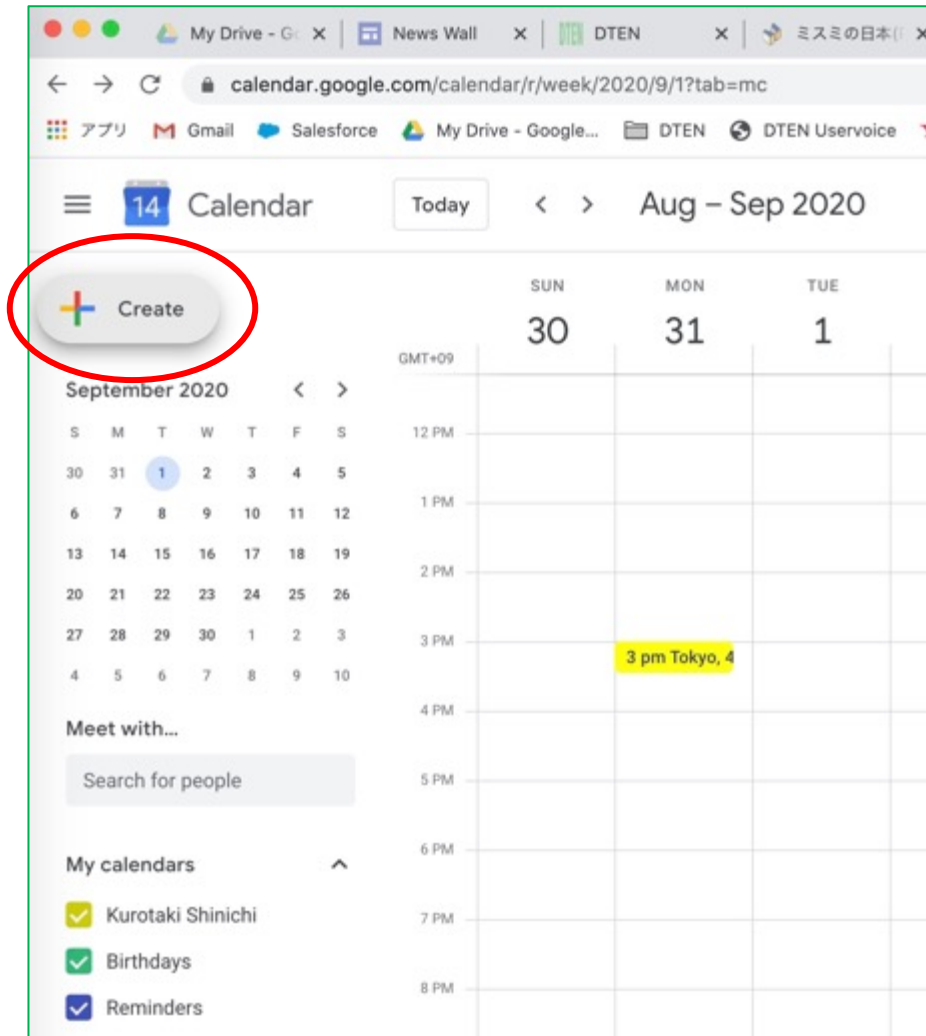 My Drive - G
News Wall
DTEN
ミスミの日本(
calendar.google.com/calendar/r/week/2020/9/1?tab=mc
アプリ Gmail Salesforce My Drive - Google... DTEN DTEN Uservoice
14 Calendar Today Aug – Sep 2020
Create
SUN MON TUE
30 31 1
GMT+09
September 2020
S M T W T F S
30 31 1 2 3 4 5
6 7 8 9 10 11 12
13 14 15 16 17 18 19
20 21 22 23 24 25 26
27 28 29 30 1 2 3
4 5 6 7 8 9 10
Meet with...
Search for people
My calendars
Kurotaki Shinichi
Birthdays
Reminders
12 PM
1 PM
2 PM
3 PM
3 pm Tokyo, 4
4 PM
5 PM
6 PM
7 PM
8 PM